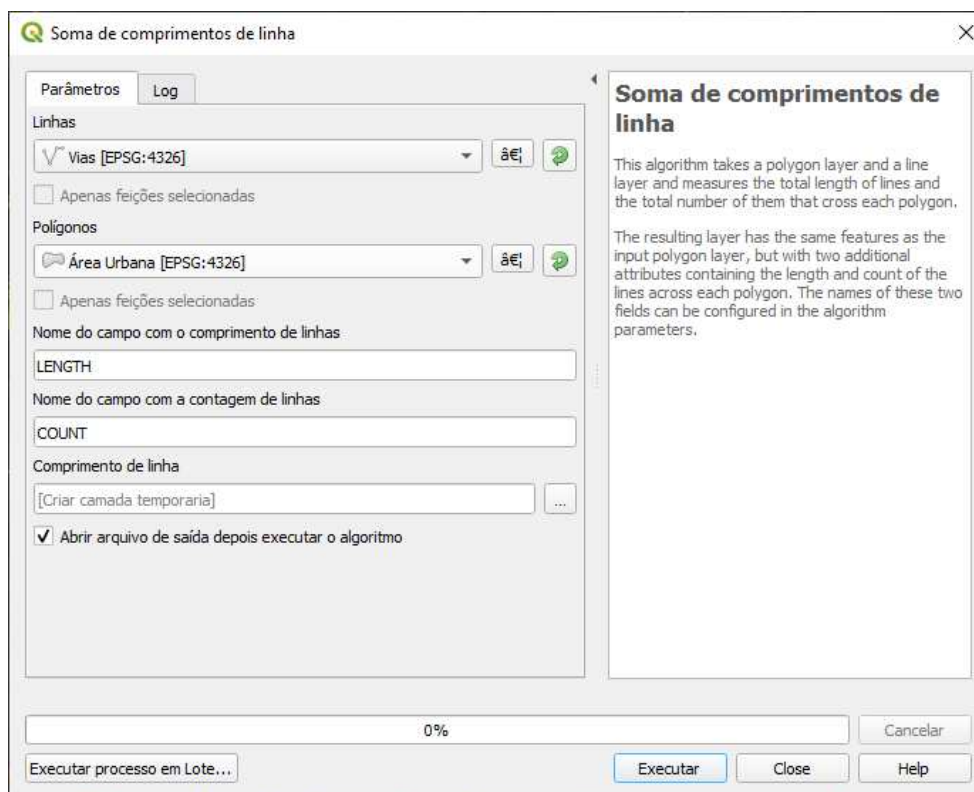 Soma de comprimentos de linha
Parâmetros
Log
Linhas
Vias [EPSG:4326]
â€¦
Apenas feições selecionadas
Polígonos
Área Urbana [EPSG:4326]
â€¦
Apenas feições selecionadas
Nome do campo com o comprimento de linhas
LENGTH
Nome do campo com a contagem de linhas
COUNT
Comprimento de linha
[Criar camada temporaria]
...
Abrir arquivo de saída depois executar o algoritmo
Soma de comprimentos de
linha
This algorithm takes a polygon layer and a line
layer and measures the total length of lines and
the total number of them that cross each polygon.
The resulting layer has the same features as the
input polygon layer, but with two additional
attributes containing the length and count of the
lines across each polygon. The names of these two
fields can be configured in the algorithm
parameters.
0%
Cancelar
Executar processo em Lote...
Executar
Close
Help